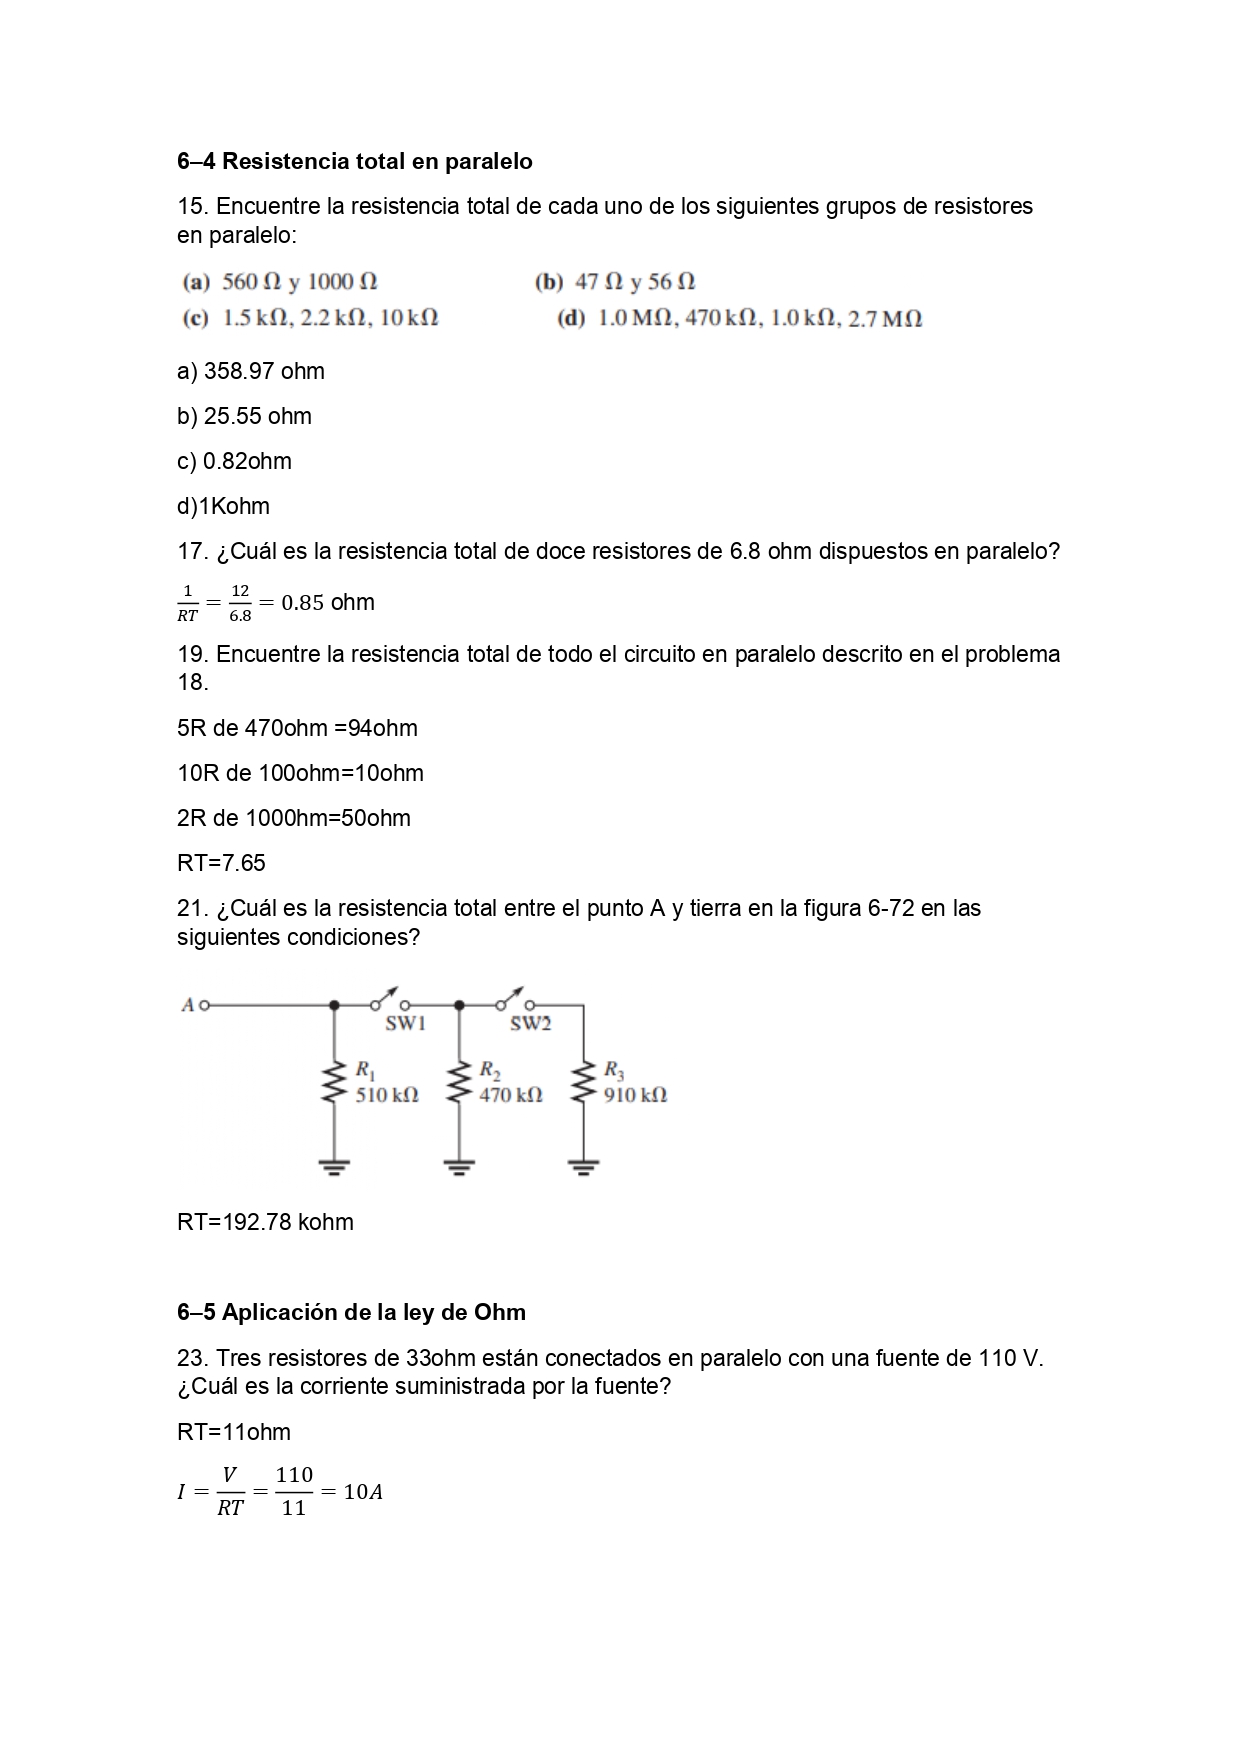 6–4 Resistencia total en paralelo
15. Encuentre la resistencia total de cada uno de los siguientes grupos de resistores
en paralelo:
(a) 560 Ω y 1000 Ω (b) 47 Ω y 56 Ω
(c) 1.5 kΩ, 2.2 kΩ, 10 kΩ (d) 1.0 MΩ, 470 kΩ, 1.0 kΩ, 2.7 MΩ
a) 358.97 ohm
b) 25.55 ohm
c) 0.82ohm
d)1Kohm
17. ¿Cuál es la resistencia total de doce resistores de 6.8 ohm dispuestos en paralelo?
1/RT = 12/6.8 = 0.85 ohm
19. Encuentre la resistencia total de todo el circuito en paralelo descrito en el problema
18.
5R de 470ohm =94ohm
10R de 100ohm=10ohm
2R de 1000hm=50ohm
RT=7.65
21. ¿Cuál es la resistencia total entre el punto A y tierra en la figura 6-72 en las
siguientes condiciones?
A
SW1 SW2
R1 R2 R3
510 kΩ 470 kΩ 910 kΩ
RT=192.78 kohm
6–5 Aplicación de la ley de Ohm
23. Tres resistores de 33ohm están conectados en paralelo con una fuente de 110 V.
¿Cuál es la corriente suministrada por la fuente?
RT=11ohm
I = V/RT = 110/11 = 10A